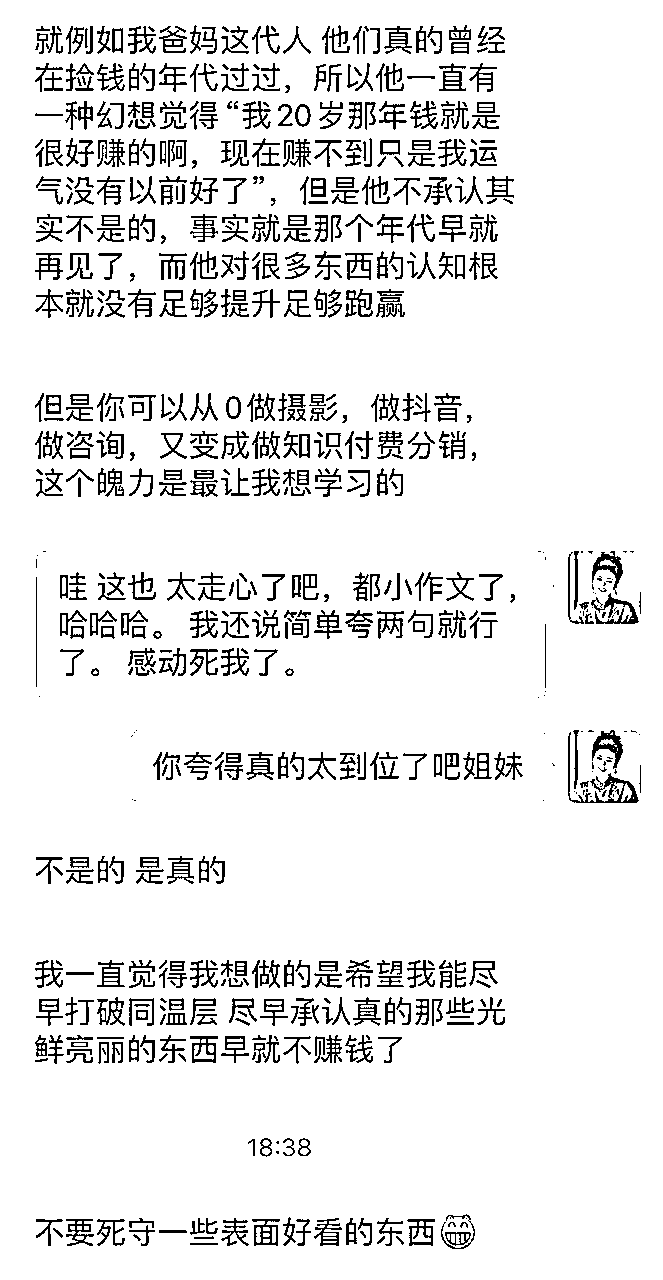 就例如我爸妈这代人 他们真的曾经
在捡钱的年代过过，所以他一直有
一种幻想觉得“我20岁那年钱就是
很好赚的啊，现在赚不到只是我运
气没有以前好了”，但是他不承认其
实不是的，事实就是那个年代早就
再见了，而他对很多东西的认知根
本就没有足够提升足够跑赢
但是你可以从0做摄影，做抖音，
做咨询，又变成做知识付费分销，
这个魄力是最让我想学习的
哇 这也 太走心了吧，都小作文了，
哈哈哈。 我还说简单夸两句就行
了。 感动死我了。
你夸得真的太到位了吧姐妹
不是的 是真的
我一直觉得我想做的是希望我能尽
早打破同温层 尽早承认真的那些光
鲜亮丽的东西早就不赚钱了
18:38
不要死守一些表面好看的东西😁